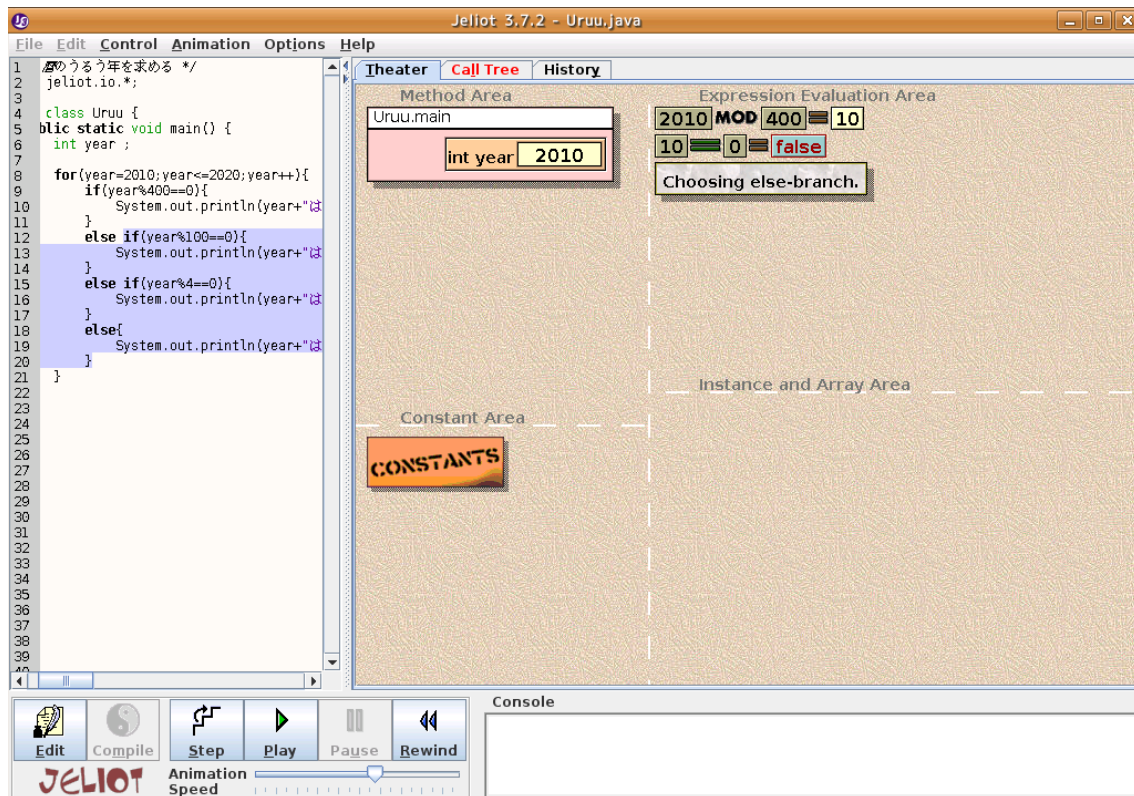 Jeliot 3.7.2 - Uruu.java
File Edit Control Animation Options Help
1 のうるう年を求める */
2 jeliot.io.*;
3
4 class Uruu {
5 blic static void main() {
6 int year ;
7
8 for(year=2010;year<=2020;year++){
9 if(year%400==0){
10 System.out.println(year+"は
11 }
12 else if(year%100==0){
13 System.out.println(year+"は
14 }
15 else if(year%4==0){
16 System.out.println(year+"は
17 }
18 else{
19 System.out.println(year+"は
20 }
21 }
22
23
24
25
26
27
28
29
30
31
32
33
34
35
36
37
38
39
40
Theater Call Tree History
Method Area
Uruu.main
int year 2010
Expression Evaluation Area
2010 MOD 400 = 10
10 == 0 = false
Choosing else-branch.
Constant Area
CONSTANTS
Instance and Array Area
Edit Compile Step Play Pause Rewind
JELIOT
Animation
Speed
Console